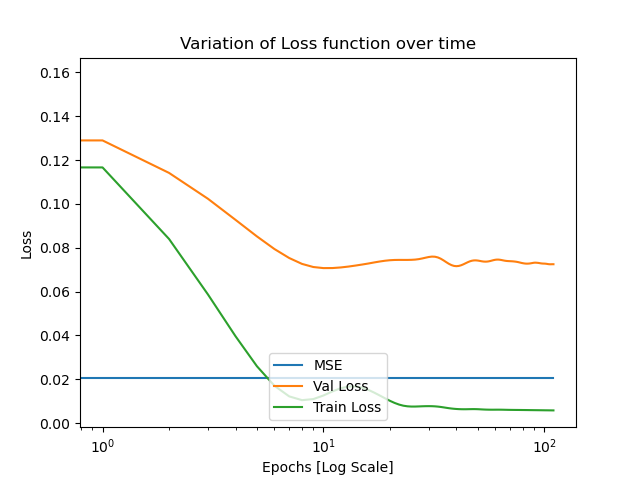 Variation of Loss function over time
Loss
0.16
0.14
0.12
0.10
0.08
0.06
0.04
0.02
0.00
MSE
Val Loss
Train Loss
10⁰
10¹
10²
Epochs [Log Scale]